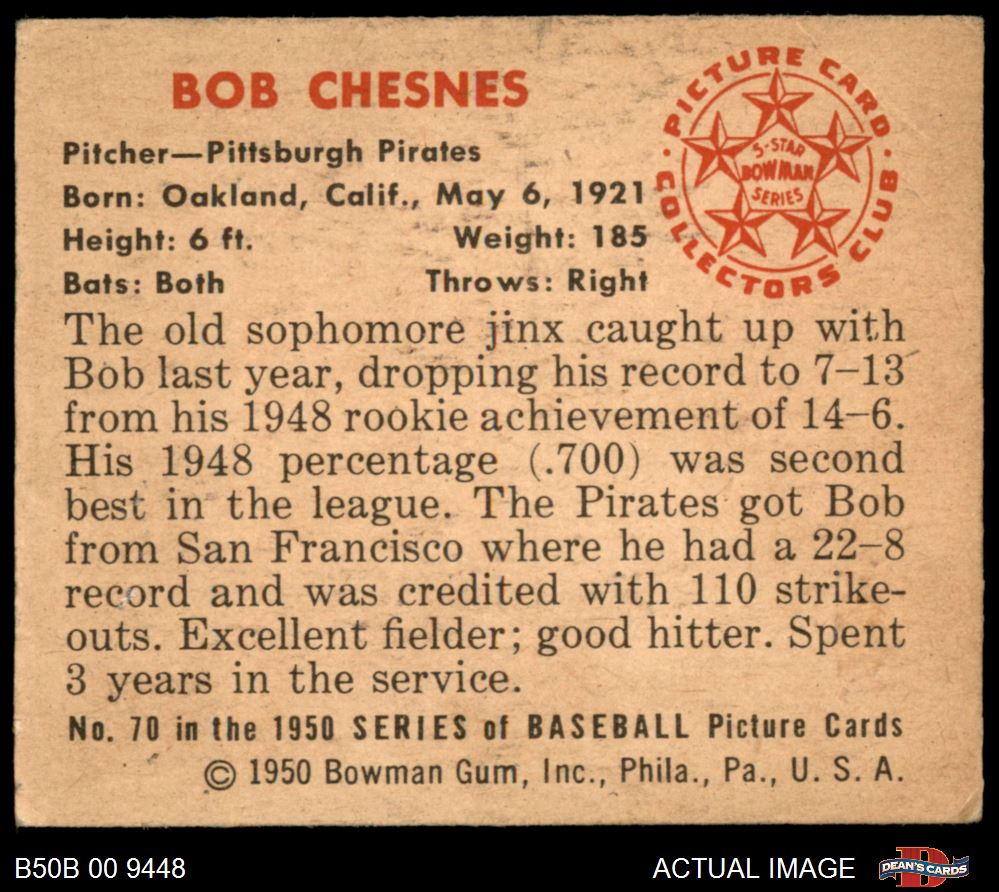 BOB CHESNES
Pitcher—Pittsburgh Pirates
Born: Oakland, Calif., May 6, 1921
Height: 6 ft. Weight: 185
Bats: Both Throws: Right
PICTURE CARD
COLLECTORS CLUB
5-STAR
BOWMAN
SERIES
The old sophomore jinx caught up with
Bob last year, dropping his record to 7–13
from his 1948 rookie achievement of 14–6.
His 1948 percentage (.700) was second
best in the league. The Pirates got Bob
from San Francisco where he had a 22–8
record and was credited with 110 strike-
outs. Excellent fielder; good hitter. Spent
3 years in the service.
No. 70 in the 1950 SERIES of BASEBALL Picture Cards
© 1950 Bowman Gum, Inc., Phila., Pa., U. S. A.
B50B 00 9448
ACTUAL IMAGE
DEAN'S CARDS